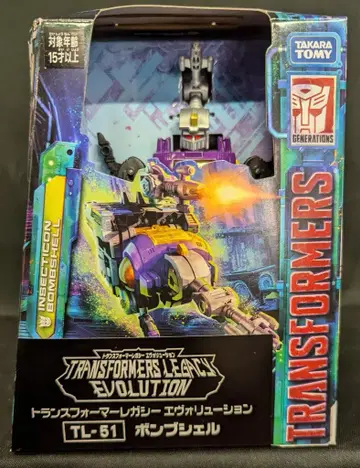 対象年齢
15才以上
TAKARA
TOMY
GENERATIONS
TRANSFORMERS
INSECTICON
BOMBSHELL
トランスフォーマーレガシー エヴォリューション
TRANSFORMERS LEGACY
EVOLUTION
トランスフォーマーレガシー エヴォリューション
TL-51 ボンブシェル